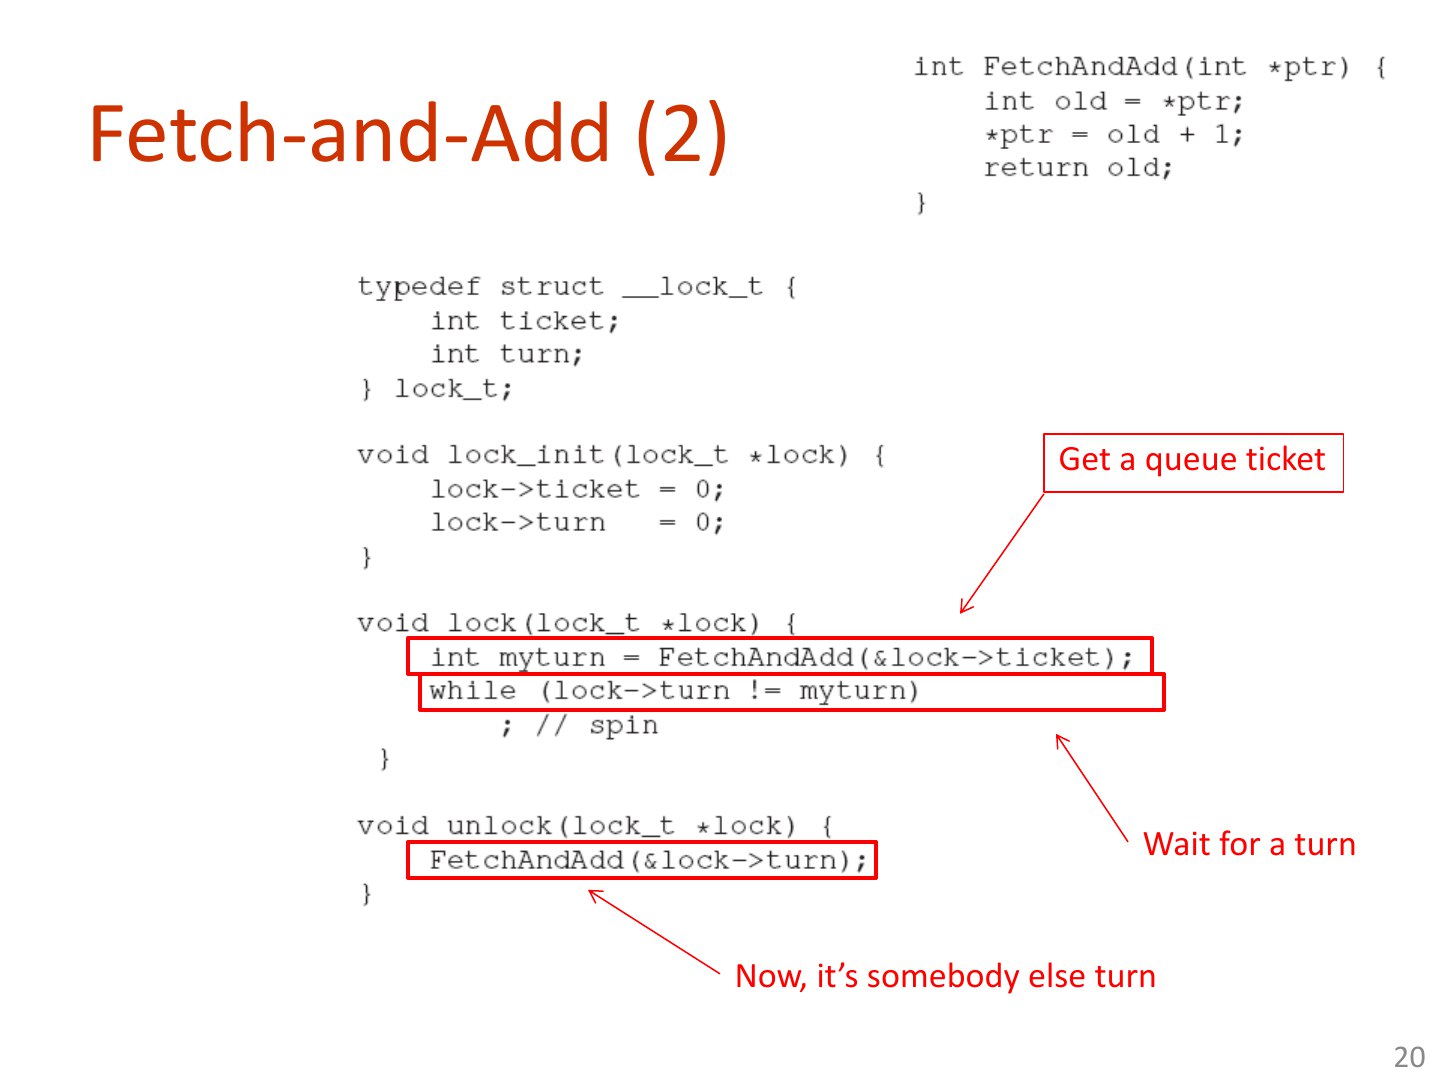 Fetch-and-Add (2)
int FetchAndAdd(int *ptr) {
    int old = *ptr;
    *ptr = old + 1;
    return old;
}
typedef struct __lock_t {
    int ticket;
    int turn;
} lock_t;
void lock_init(lock_t *lock) {
    lock->ticket = 0;
    lock->turn   = 0;
}
Get a queue ticket
void lock(lock_t *lock) {
    int myturn = FetchAndAdd(&lock->ticket);
    while (lock->turn != myturn)
        ; // spin
 }
Wait for a turn
void unlock(lock_t *lock) {
    FetchAndAdd(&lock->turn);
}
Now, it’s somebody else turn
20